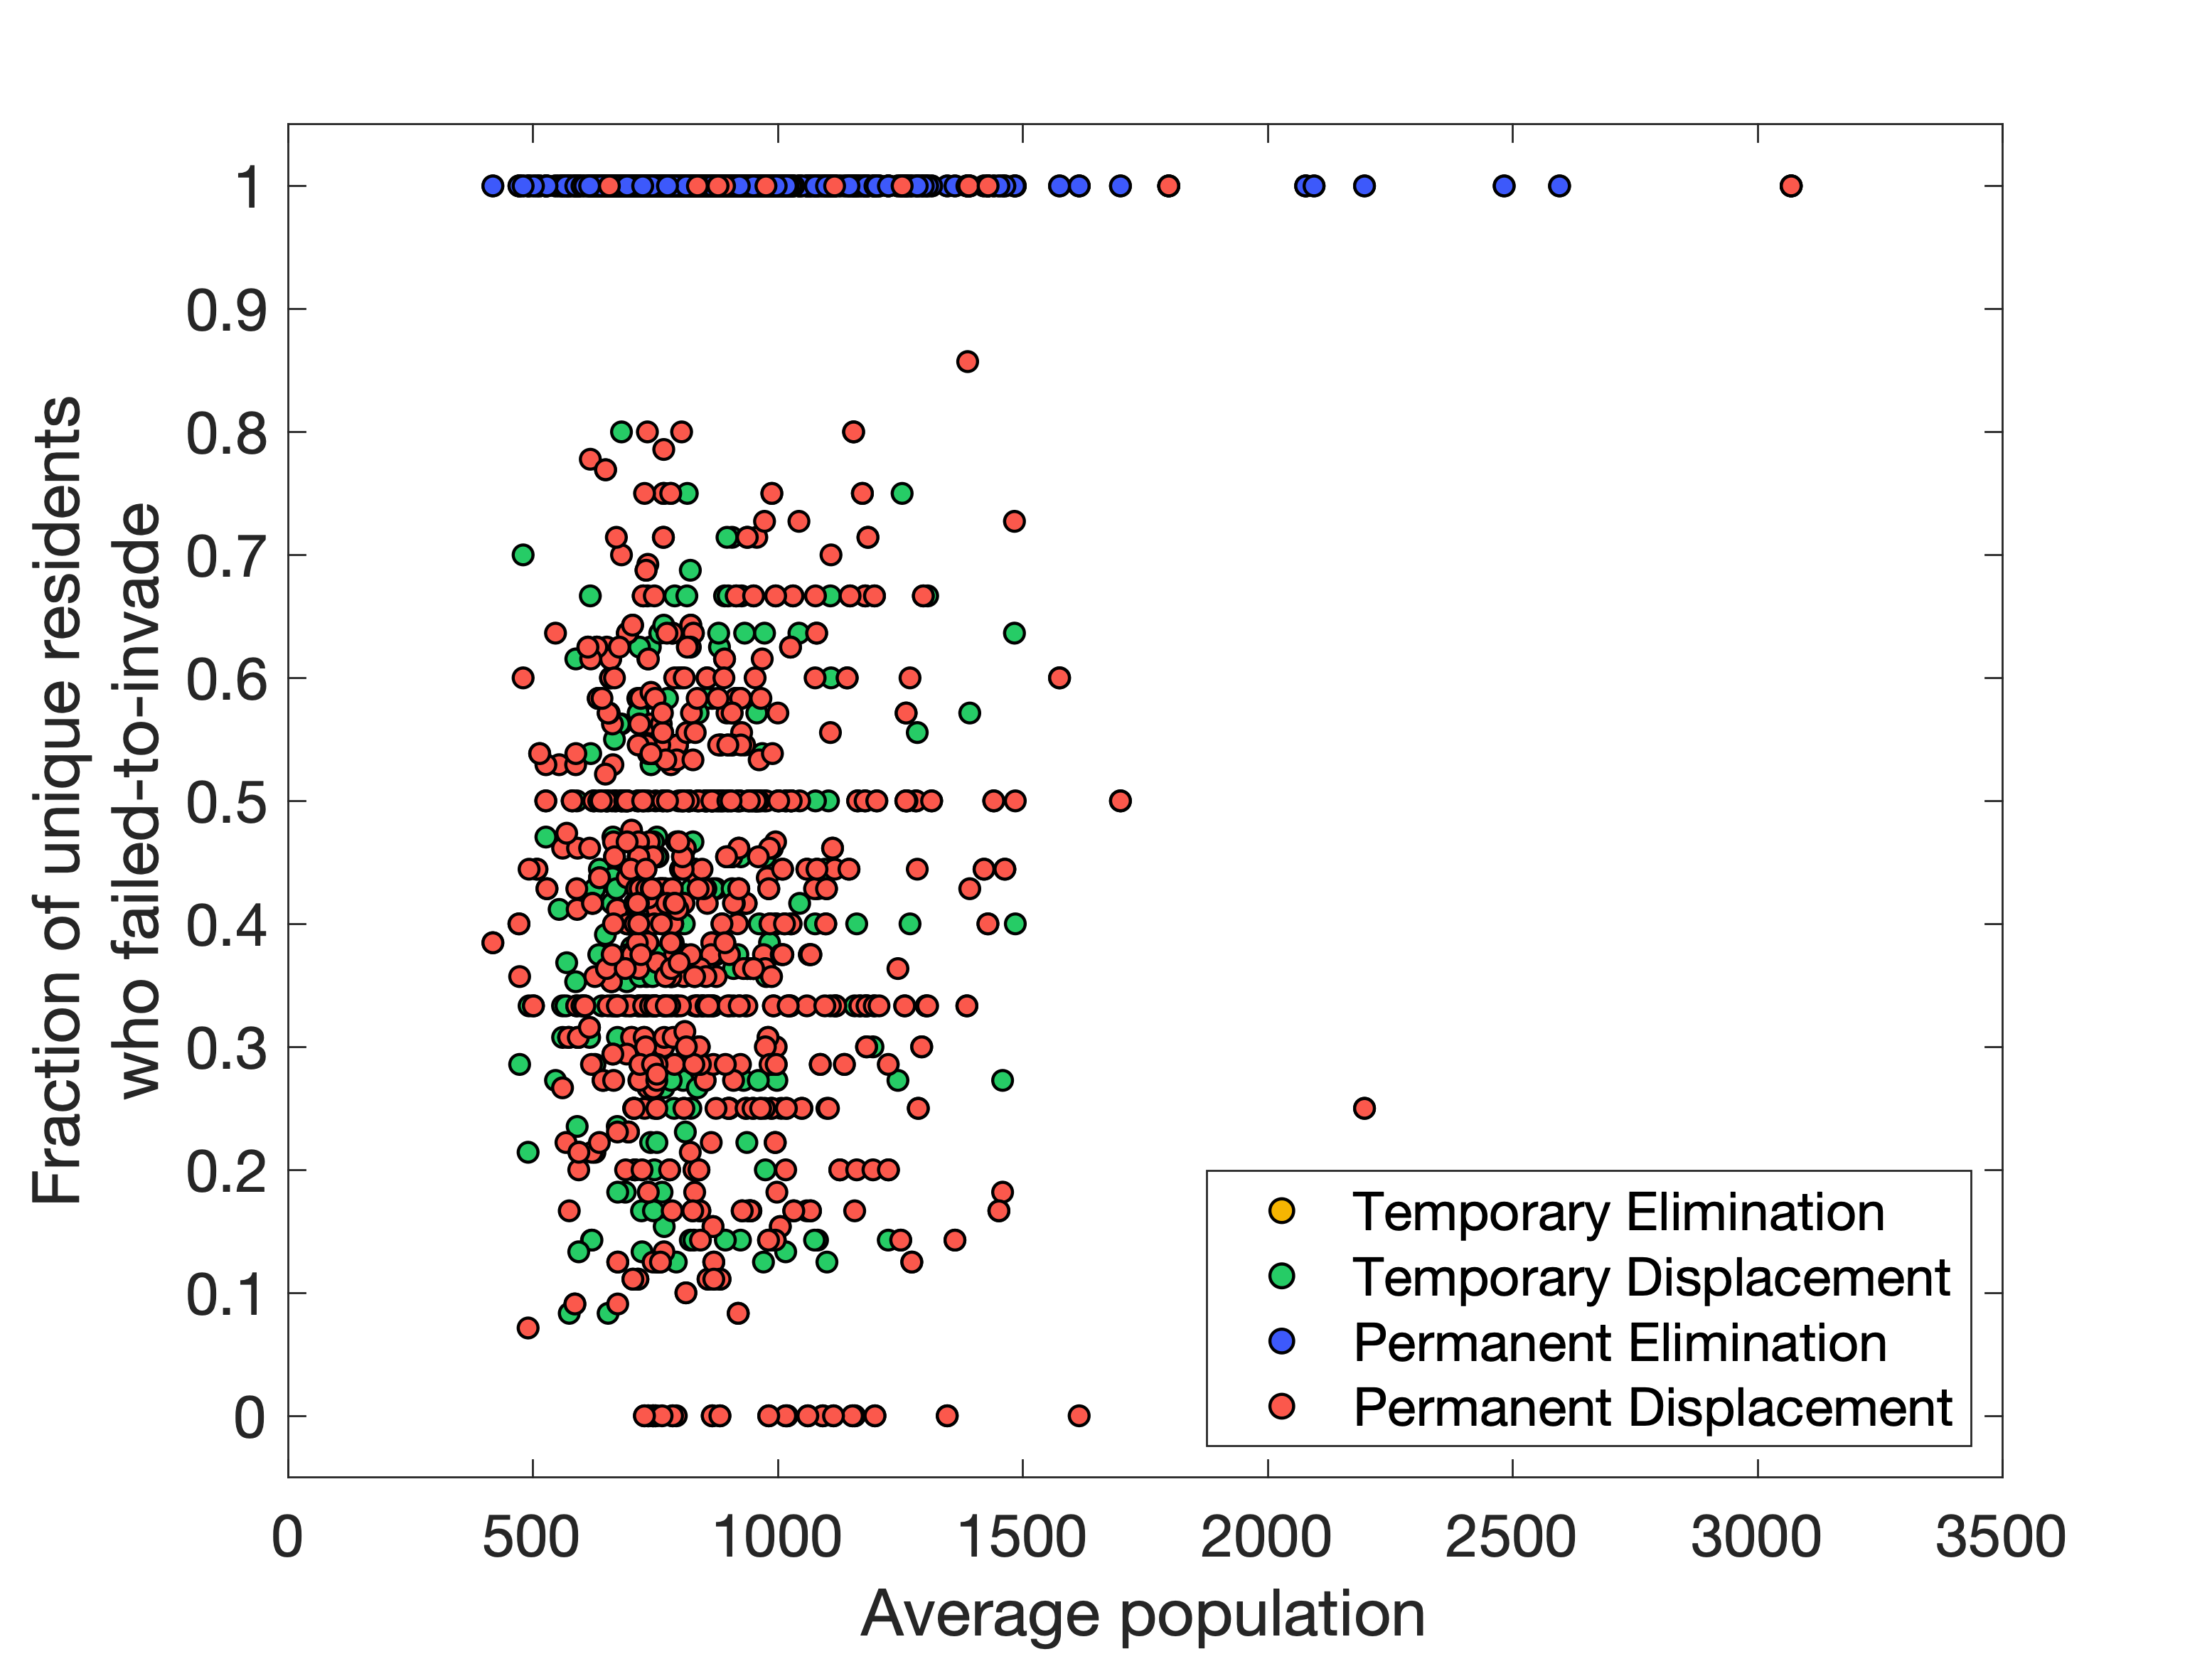 Fraction of unique residents
who failed-to-invade
1
0.9
0.8
0.7
0.6
0.5
0.4
0.3
0.2
0.1
0
Temporary Elimination
Temporary Displacement
Permanent Elimination
Permanent Displacement
0 500 1000 1500 2000 2500 3000 3500
Average population